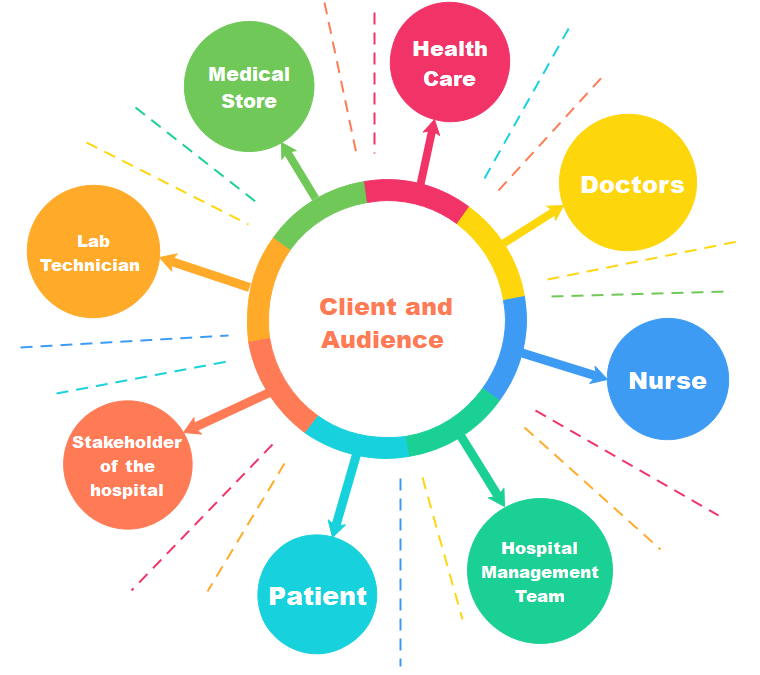 Health
Care
Medical
Store
Doctors
Lab
Technician
Client and
Audience
Nurse
Stakeholder
of the
hospital
Hospital
Management
Team
Patient